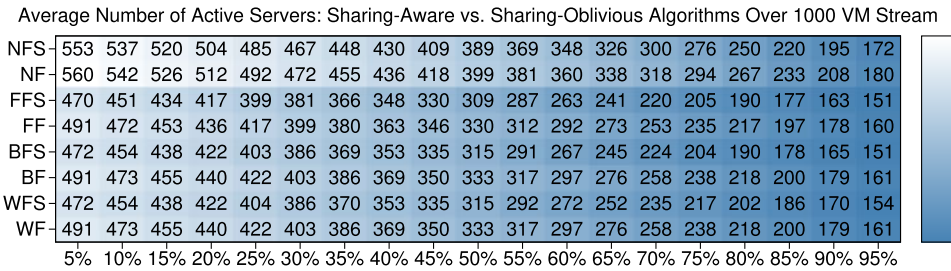 Average Number of Active Servers: Sharing-Aware vs. Sharing-Oblivious Algorithms Over 1000 VM Stream
NFS 553 537 520 504 485 467 448 430 409 389 369 348 326 300 276 250 220 195 172
NF 560 542 526 512 492 472 455 436 418 399 381 360 338 318 294 267 233 208 180
FFS 470 451 434 417 399 381 366 348 330 309 287 263 241 220 205 190 177 163 151
FF 491 472 453 436 417 399 380 363 346 330 312 292 273 253 235 217 197 178 160
BFS 472 454 438 422 403 386 369 353 335 315 291 267 245 224 204 190 178 165 151
BF 491 473 455 440 422 403 386 369 350 333 317 297 276 258 238 218 200 179 161
WFS 472 454 438 422 404 386 370 353 335 315 292 272 252 235 217 202 186 170 154
WF 491 473 455 440 422 403 386 369 350 333 317 297 276 258 238 218 200 179 161
5% 10% 15% 20% 25% 30% 35% 40% 45% 50% 55% 60% 65% 70% 75% 80% 85% 90% 95%